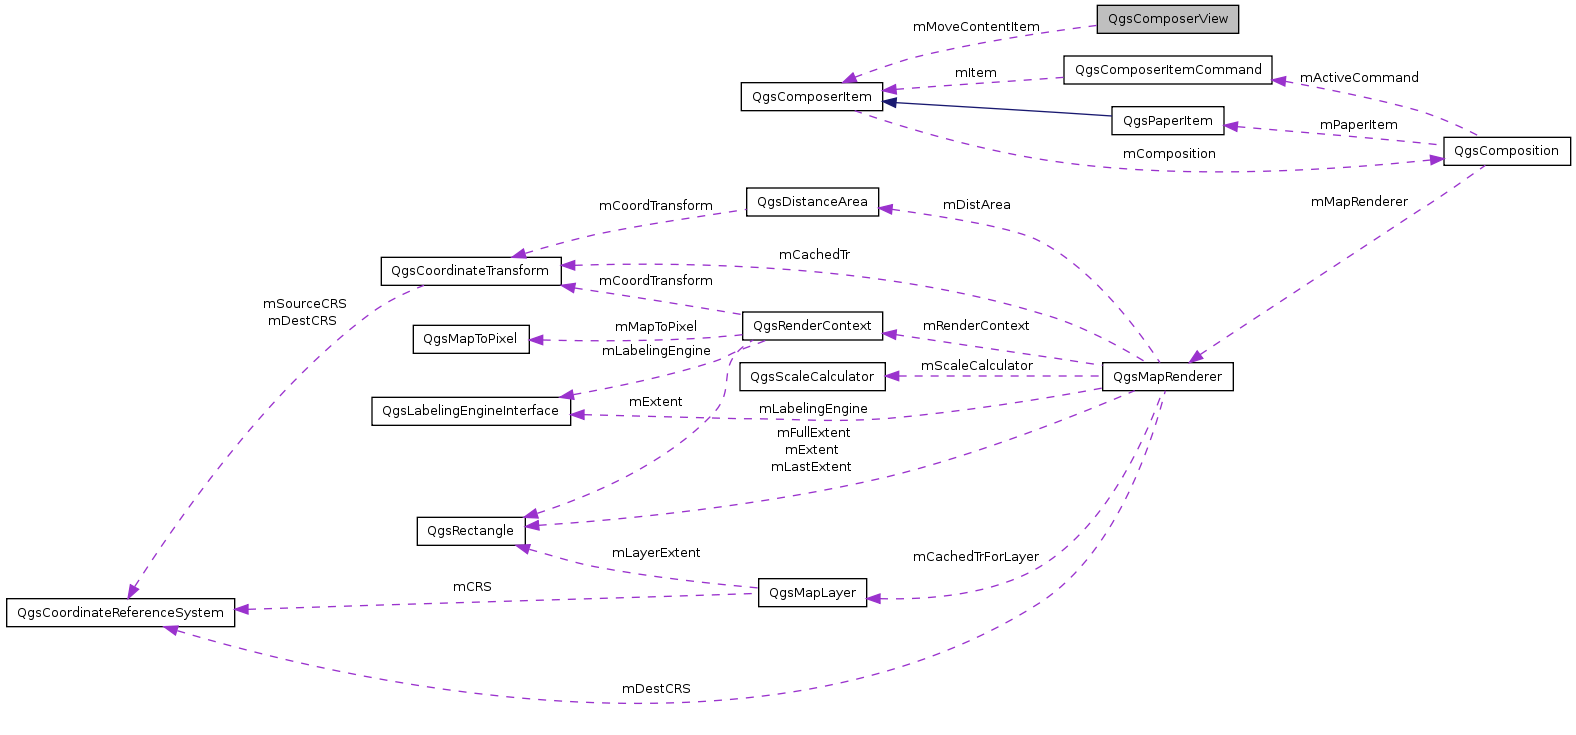 QgsComposerView
mMoveContentItem
QgsComposerItemCommand
mItem
mActiveCommand
QgsComposerItem
QgsPaperItem
mPaperItem
mComposition
QgsComposition
QgsDistanceArea
mCoordTransform
mDistArea
mMapRenderer
mCachedTr
QgsCoordinateTransform
mCoordTransform
mSourceCRS
mDestCRS
QgsRenderContext
mRenderContext
mMapToPixel
QgsMapToPixel
mLabelingEngine
mScaleCalculator
QgsScaleCalculator
QgsMapRenderer
mExtent
QgsLabelingEngineInterface
mLabelingEngine
mFullExtent
mExtent
mLastExtent
QgsRectangle
mLayerExtent
mCachedTrForLayer
mCRS
QgsMapLayer
QgsCoordinateReferenceSystem
mDestCRS